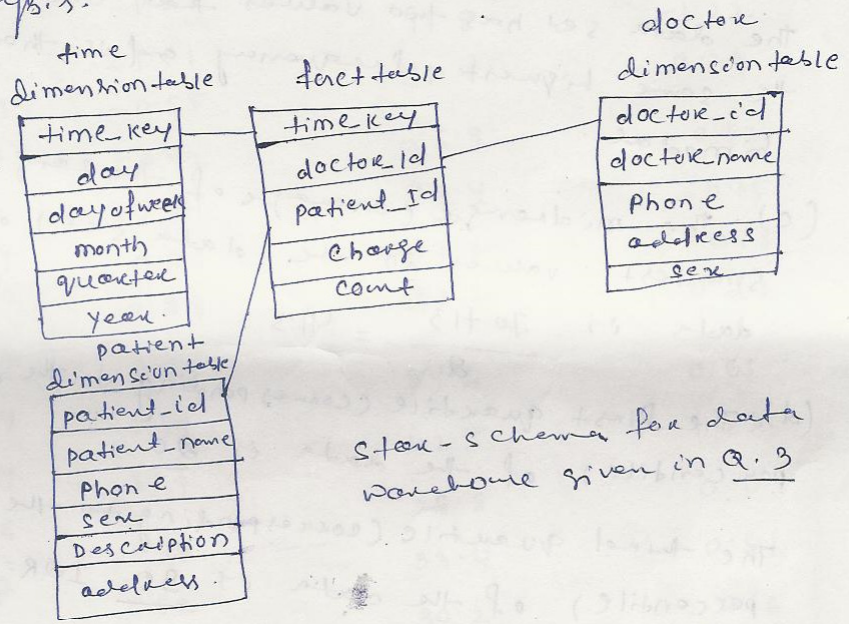 time
dimension table
time_key
day
dayofweek
month
quarter
year.
fact table
time_key
doctor_id
patient_Id
Charge
count
doctor
dimension table
doctor_id
doctor_name
Phone
address
sex
patient
dimension table
patient_id
patient name
Phone
sex
Description
address
Star-schema for data
warehouse given in Q.3